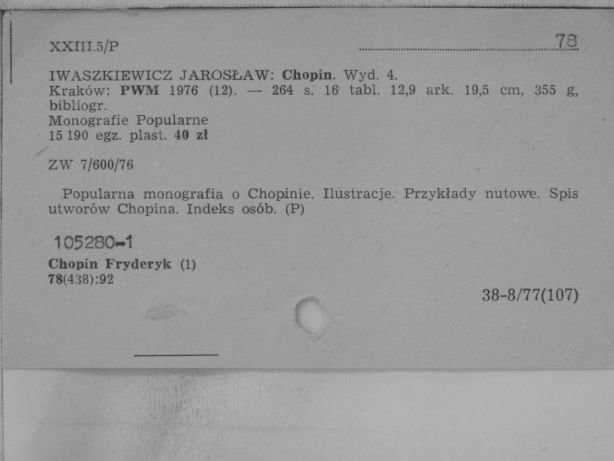 XXIII.5/P
78
IWASZKIEWICZ JAROSŁAW: Chopin. Wyd. 4.
Kraków: PWM 1976 (12). — 264 s. 16 tabl. 12,9 ark. 19,5 cm, 355 g,
bibliogr.
Monografie Popularne
15 190 egz. plast. 40 zł
ZW 7/600/76
Popularna monografia o Chopinie. Ilustracje. Przykłady nutowe. Spis
utworów Chopina. Indeks osób. (P)
105280-1
Chopin Fryderyk (1)
78(438):92
38-8/77(107)